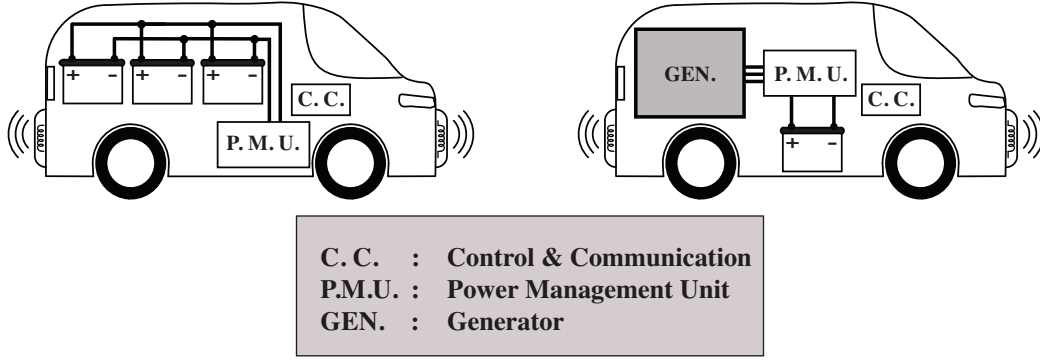 + - + - + -
C. C.
P. M. U.
GEN.
P. M. U.
C. C.
+ -
C. C. : Control & Communication
P.M.U. : Power Management Unit
GEN. : Generator